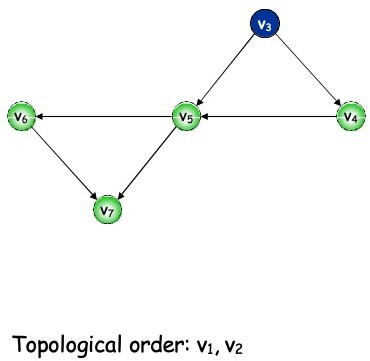 v₃
v₆ v₅ v₄
v₇
Topological order: v₁, v₂